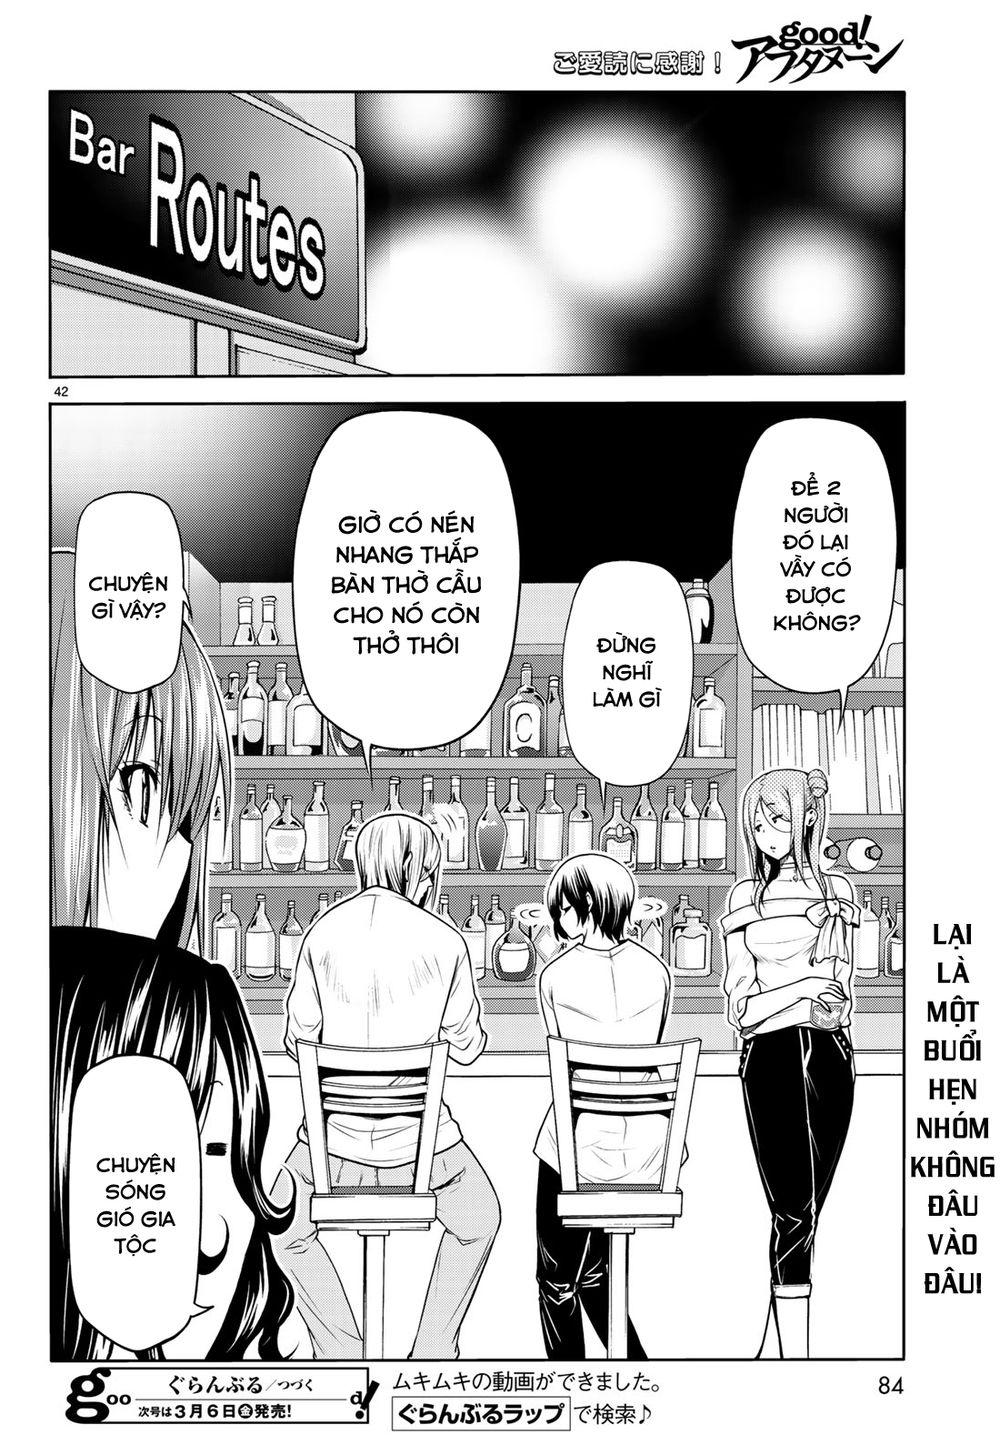 ご愛読に感謝！
good!
アフタヌーン
Bar
Routes
42
ĐỂ 2
NGƯỜI
ĐÓ LẠI
VẦY CÓ
ĐƯỢC
KHÔNG?
ĐỪNG
NGHĨ
LÀM GÌ
GIỜ CÓ NÉN
NHANG THẮP
BÀN THỜ CẦU
CHO NÓ CÒN
THỞ THÔI
CHUYỆN
GÌ VẬY?
C
CHUYỆN
SÓNG
GIÓ GIA
TỘC
LẠI
LÀ
MỘT
BUỔI
HẸN
NHÓM
KHÔNG
ĐÂU
VÀO
ĐÂU!
good!
ぐらんぶる／つづく
次号は3月6日㊎発売！
ムキムキの動画ができました。
ぐらんぶるラップで検索♪
84